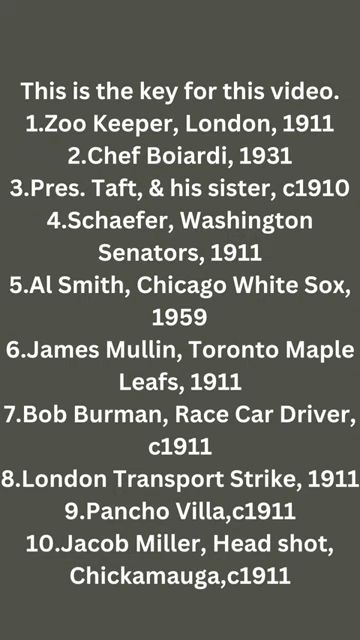 This is the key for this video.
1.Zoo Keeper, London, 1911
2.Chef Boiardi, 1931
3.Pres. Taft, & his sister, c1910
4.Schaefer, Washington
Senators, 1911
5.Al Smith, Chicago White Sox,
1959
6.James Mullin, Toronto Maple
Leafs, 1911
7.Bob Burman, Race Car Driver,
c1911
8.London Transport Strike, 1911
9.Pancho Villa,c1911
10.Jacob Miller, Head shot,
Chickamauga,c1911